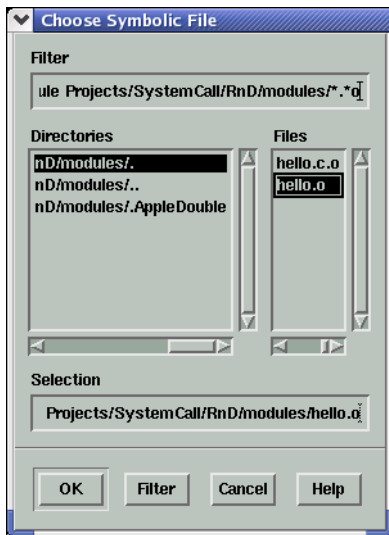 Choose Symbolic File
Filter
ule Projects/SystemCall/RnD/modules/*.*o
Directories
Files
nD/modules/.
nD/modules/..
nD/modules/.AppleDouble
hello.c.o
hello.o
Selection
Projects/SystemCall/RnD/modules/hello.o
OK
Filter
Cancel
Help